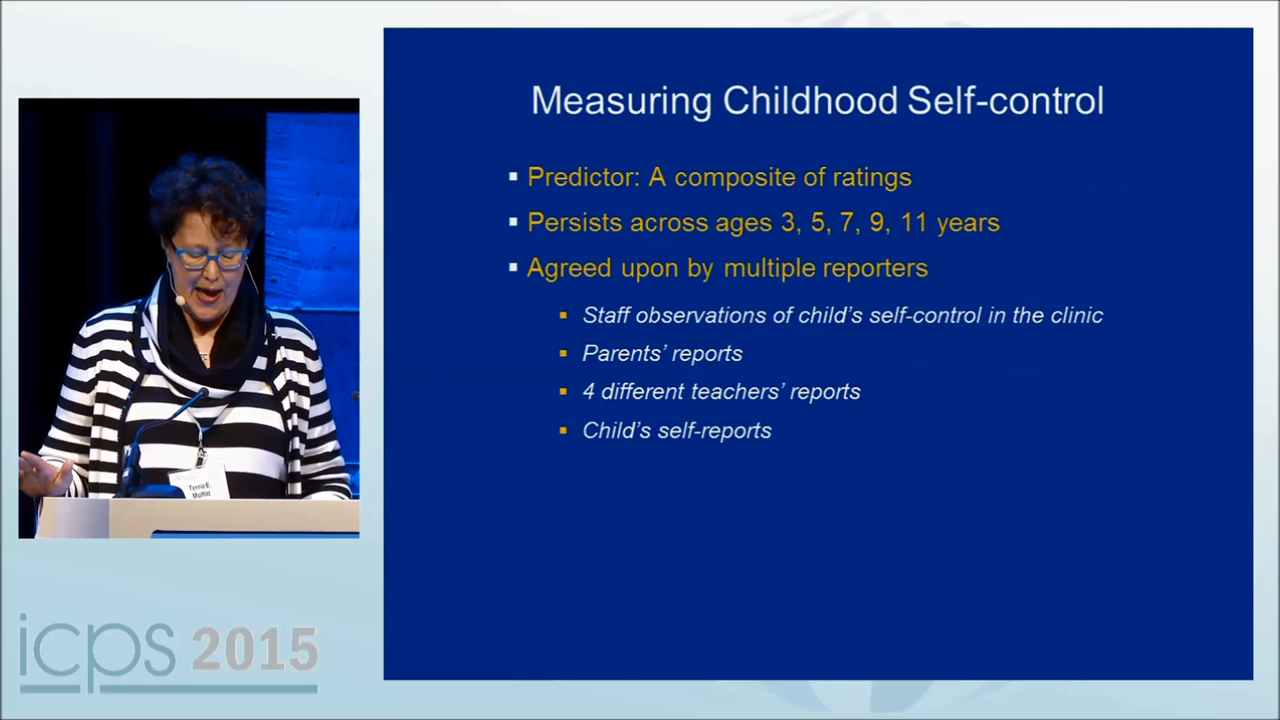 Measuring Childhood Self-control
Predictor: A composite of ratings
Persists across ages 3, 5, 7, 9, 11 years
Agreed upon by multiple reporters
Staff observations of child's self-control in the clinic
Parents' reports
4 different teachers' reports
Child's self-reports
Terrie E.
Moffitt
icps 2015